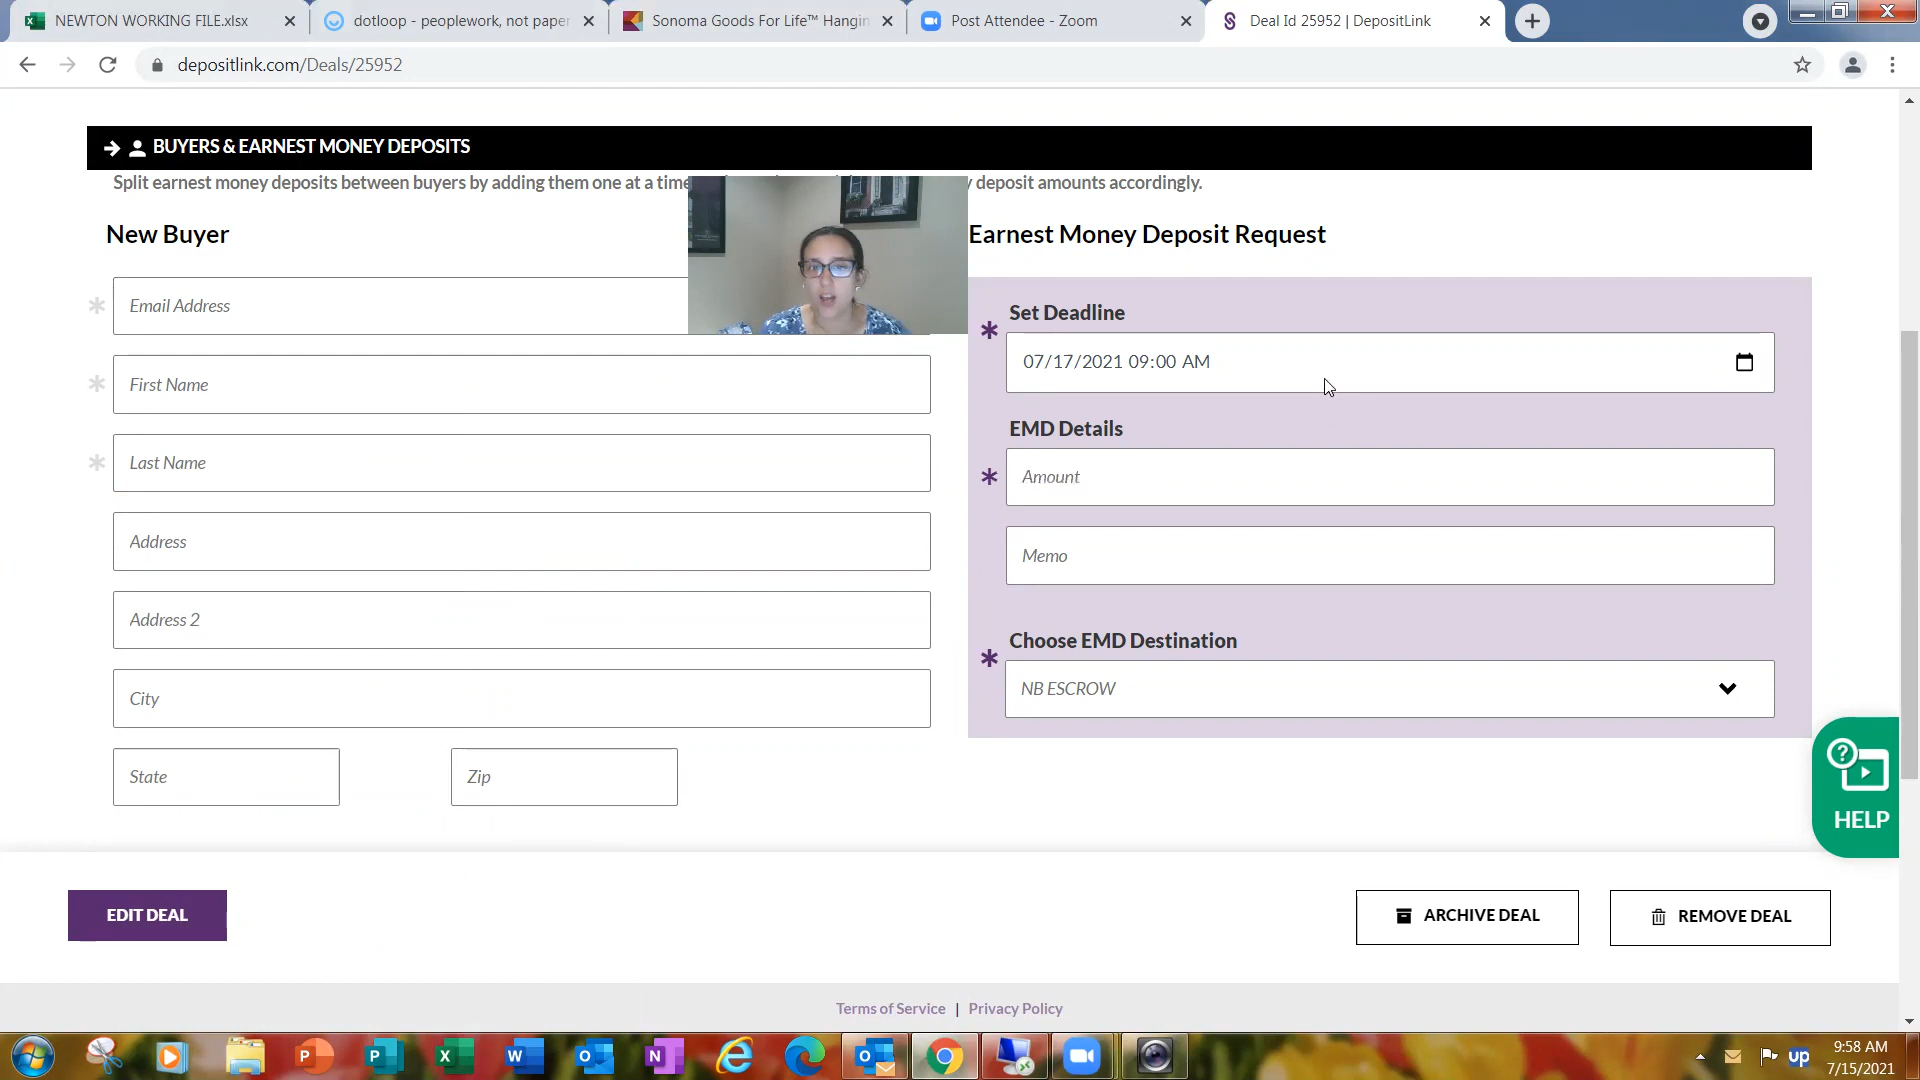 NEWTON WORKING FILE.xlsx
dotloop - peoplework, not paper
Sonoma Goods For Life™ Hangin
Post Attendee - Zoom
Deal Id 25952 | DepositLink
depositlink.com/Deals/25952
BUYERS & EARNEST MONEY DEPOSITS
Split earnest money deposits between buyers by adding them one at a time deposit amounts accordingly.
New Buyer
Earnest Money Deposit Request
* Email Address
* First Name
* Last Name
Address
Address 2
City
State
Zip
Set Deadline
* 07/17/2021 09:00 AM
EMD Details
* Amount
Memo
Choose EMD Destination
* NB ESCROW
HELP
EDIT DEAL
ARCHIVE DEAL
REMOVE DEAL
Terms of Service | Privacy Policy
up
9:58 AM
7/15/2021